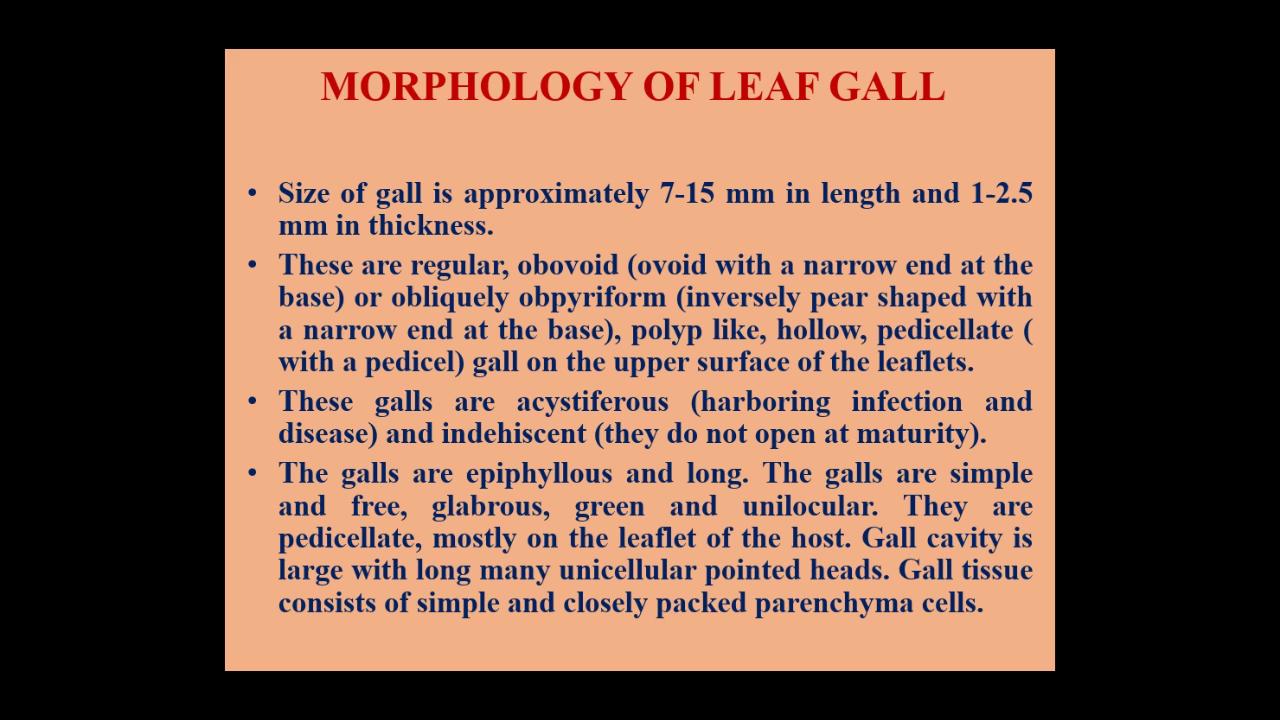 MORPHOLOGY OF LEAF GALL
• Size of gall is approximately 7-15 mm in length and 1-2.5
mm in thickness.
• These are regular, obovoid (ovoid with a narrow end at the
base) or obliquely obpyriform (inversely pear shaped with
a narrow end at the base), polyp like, hollow, pedicellate (
with a pedicel) gall on the upper surface of the leaflets.
• These galls are acystiferous (harboring infection and
disease) and indehiscent (they do not open at maturity).
• The galls are epiphyllous and long. The galls are simple
and free, glabrous, green and unilocular. They are
pedicellate, mostly on the leaflet of the host. Gall cavity is
large with long many unicellular pointed heads. Gall tissue
consists of simple and closely packed parenchyma cells.